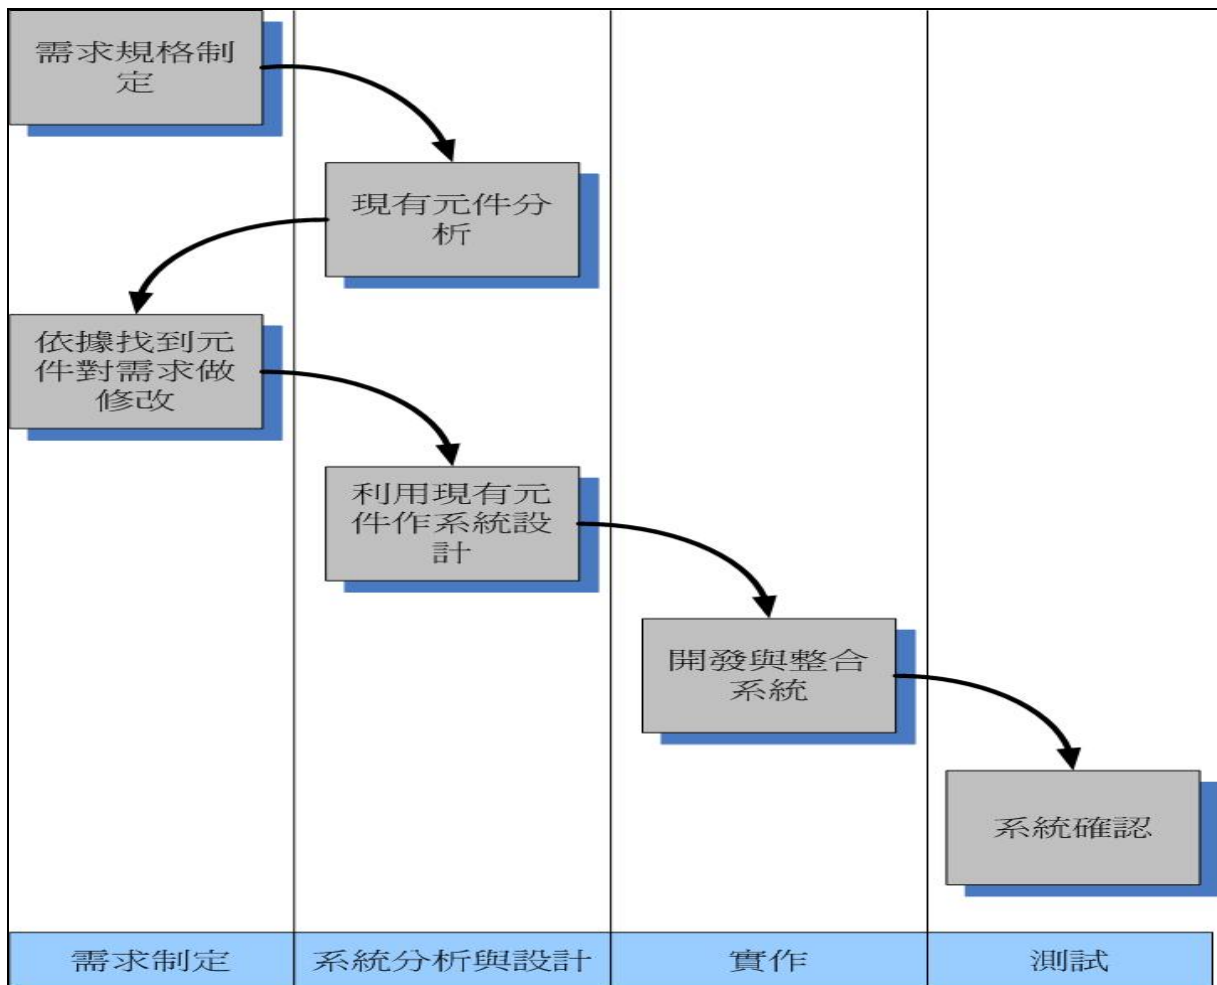 需求規格制
定
現有元件分
析
依據找到元
件對需求做
修改
利用現有元
件作系統設
計
開發與整合
系統
系統確認
需求制定
系統分析與設計
實作
測試